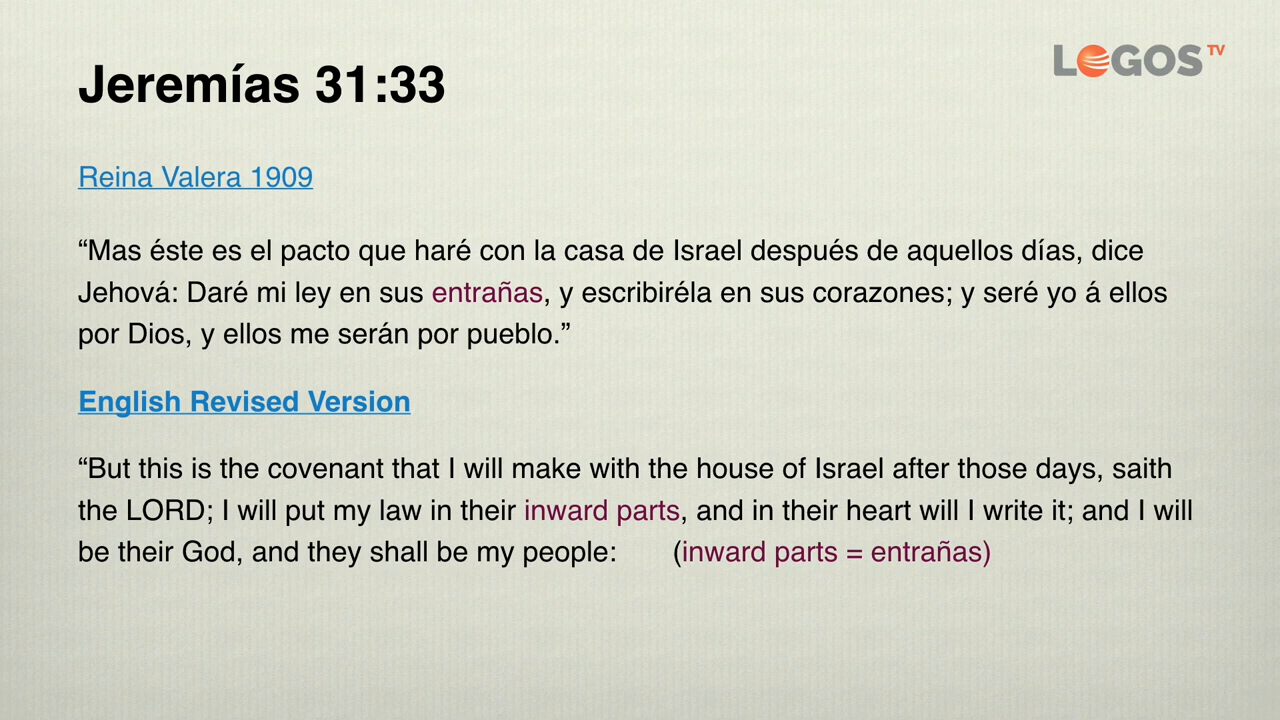 LOGOS TV
Jeremías 31:33
Reina Valera 1909
“Mas éste es el pacto que haré con la casa de Israel después de aquellos días, dice
Jehová: Daré mi ley en sus entrañas, y escribiréla en sus corazones; y seré yo á ellos
por Dios, y ellos me serán por pueblo.”
English Revised Version
“But this is the covenant that I will make with the house of Israel after those days, saith
the LORD; I will put my law in their inward parts, and in their heart will I write it; and I will
be their God, and they shall be my people: (inward parts = entrañas)